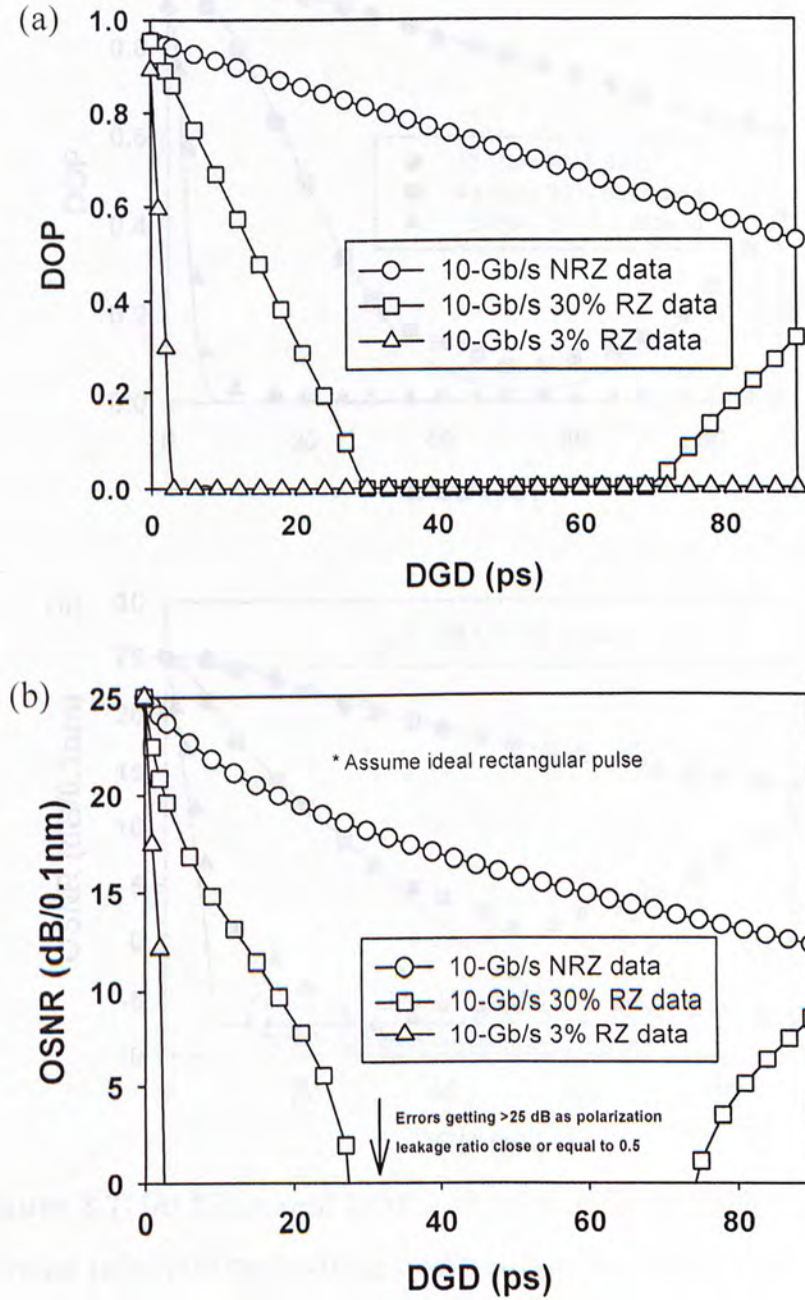 (a)
1.0
0.8
0.6
0.4
0.2
0.0
DOP
10-Gb/s NRZ data
10-Gb/s 30% RZ data
10-Gb/s 3% RZ data
0
20
40
60
80
DGD (ps)
(b)
25
20
15
10
5
0
OSNR (dB/0.1nm)
* Assume ideal rectangular pulse
10-Gb/s NRZ data
10-Gb/s 30% RZ data
10-Gb/s 3% RZ data
Errors getting >25 dB as polarization
leakage ratio close or equal to 0.5
0
20
40
60
80
DGD (ps)